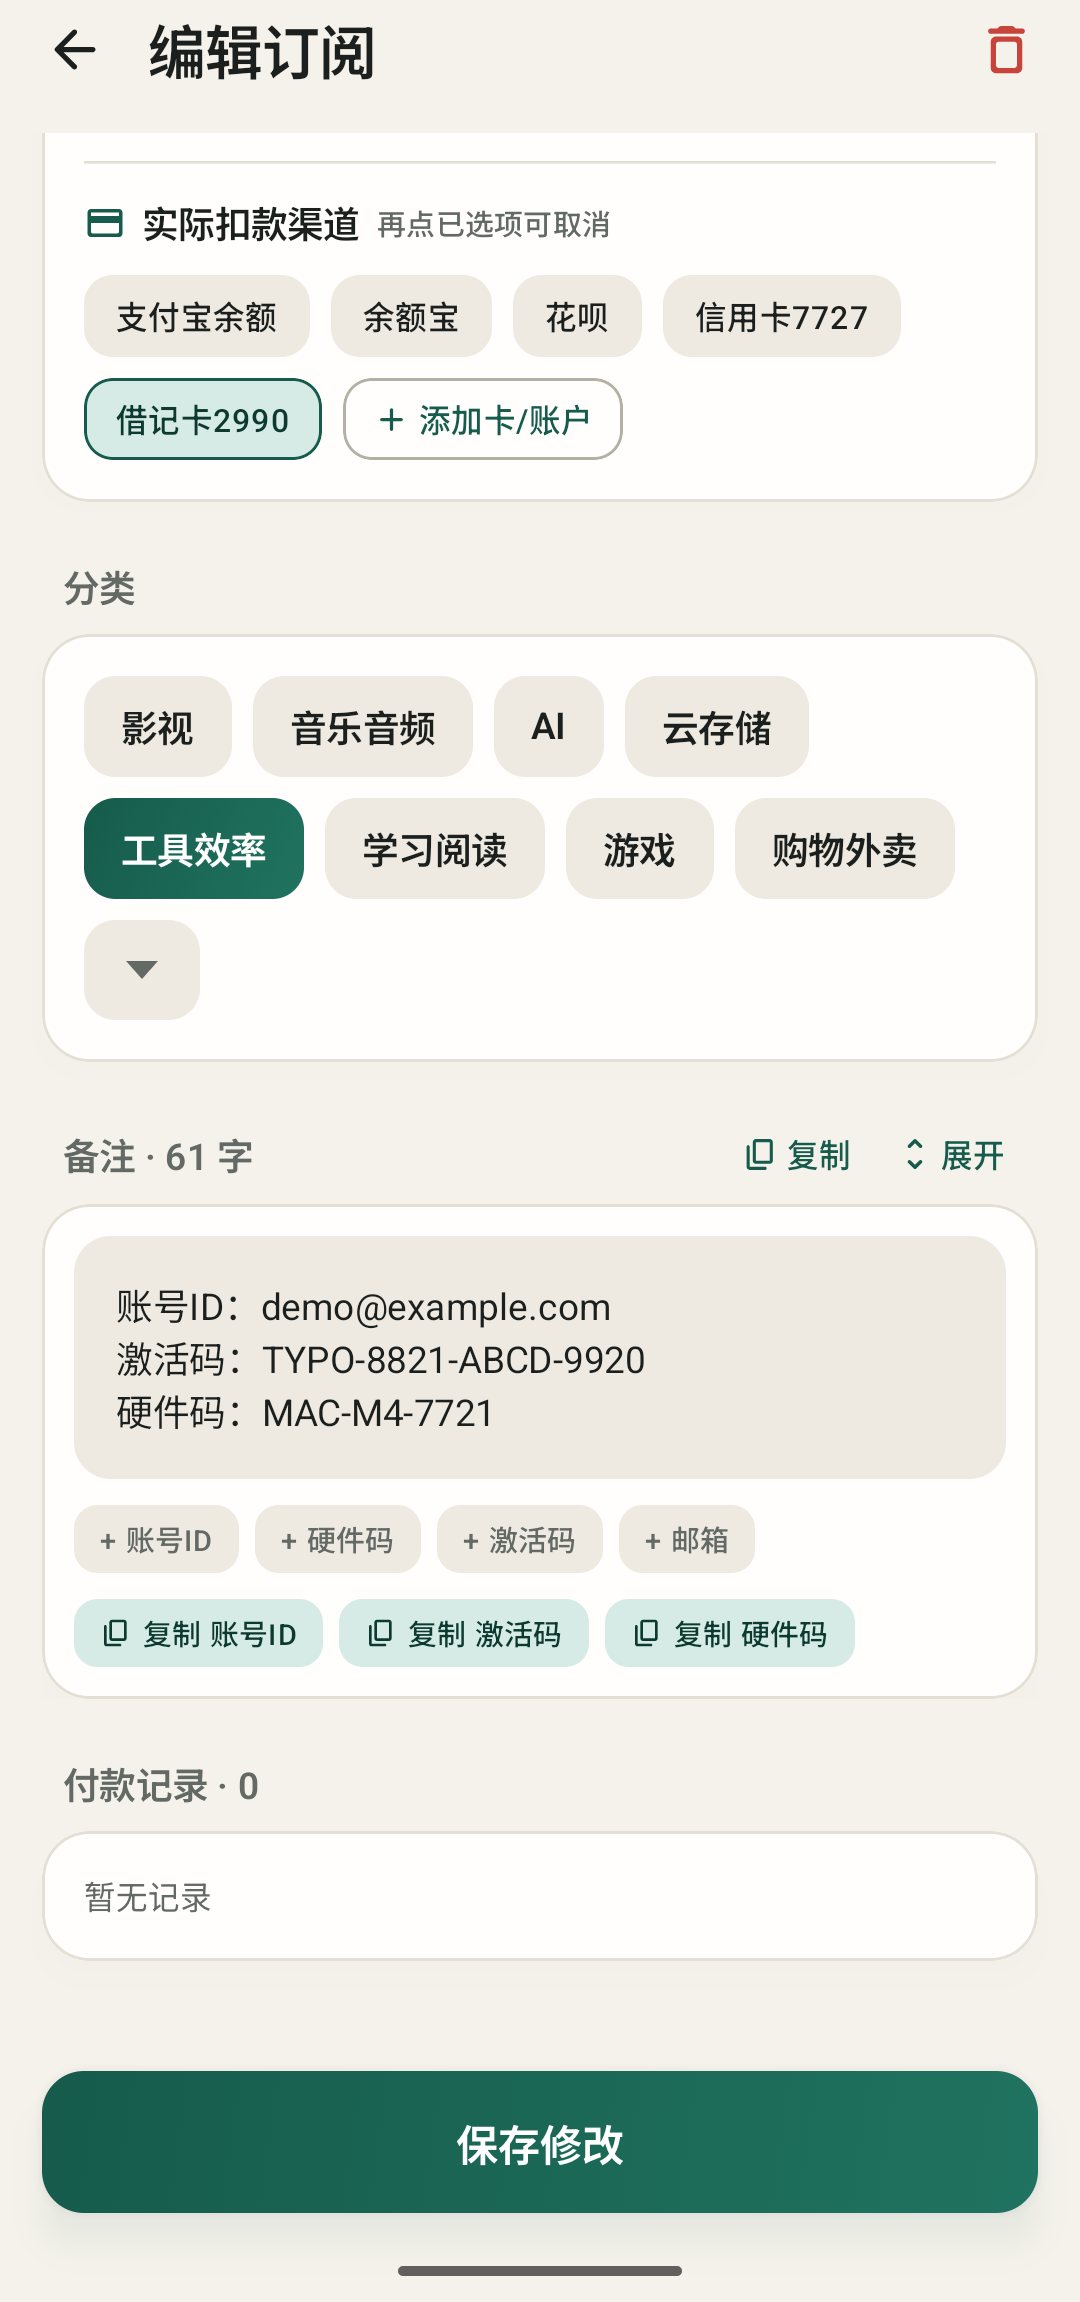 编辑订阅
实际扣款渠道 再点已选项可取消
支付宝余额 余额宝 花呗 信用卡7727
借记卡2990 + 添加卡/账户
分类
影视 音乐音频 AI 云存储
工具效率 学习阅读 游戏 购物外卖
备注 · 61 字 复制 展开
账号ID：demo@example.com
激活码：TYPO-8821-ABCD-9920
硬件码：MAC-M4-7721
+ 账号ID + 硬件码 + 激活码 + 邮箱
复制 账号ID 复制 激活码 复制 硬件码
付款记录 · 0
暂无记录
保存修改